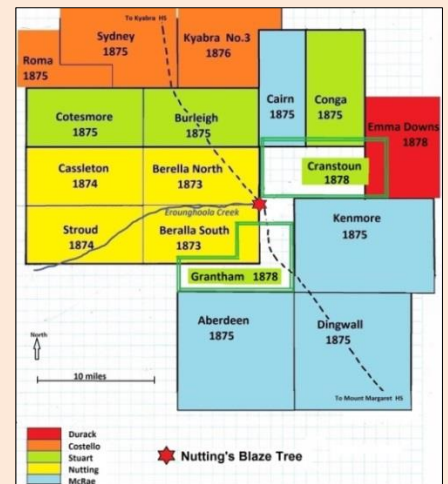 To Kyabra HS
Sydney
1875
Kyabra No.3
1876
Roma
1875
Cotesmore
1875
Burleigh
1875
Cairn
1875
Conga
1875
Emma Downs
1878
Cassleton
1874
Berella North
1873
Cranstoun
1878
Erounghoola Creek
Stroud
1874
Beralla South
1873
Kenmore
1875
Grantham 1878
Aberdeen
1875
Dingwall
1875
North
10 miles
To Mount Margaret HS
Durack
Costello
Stuart
Nutting
McRae
Nutting's Blaze Tree